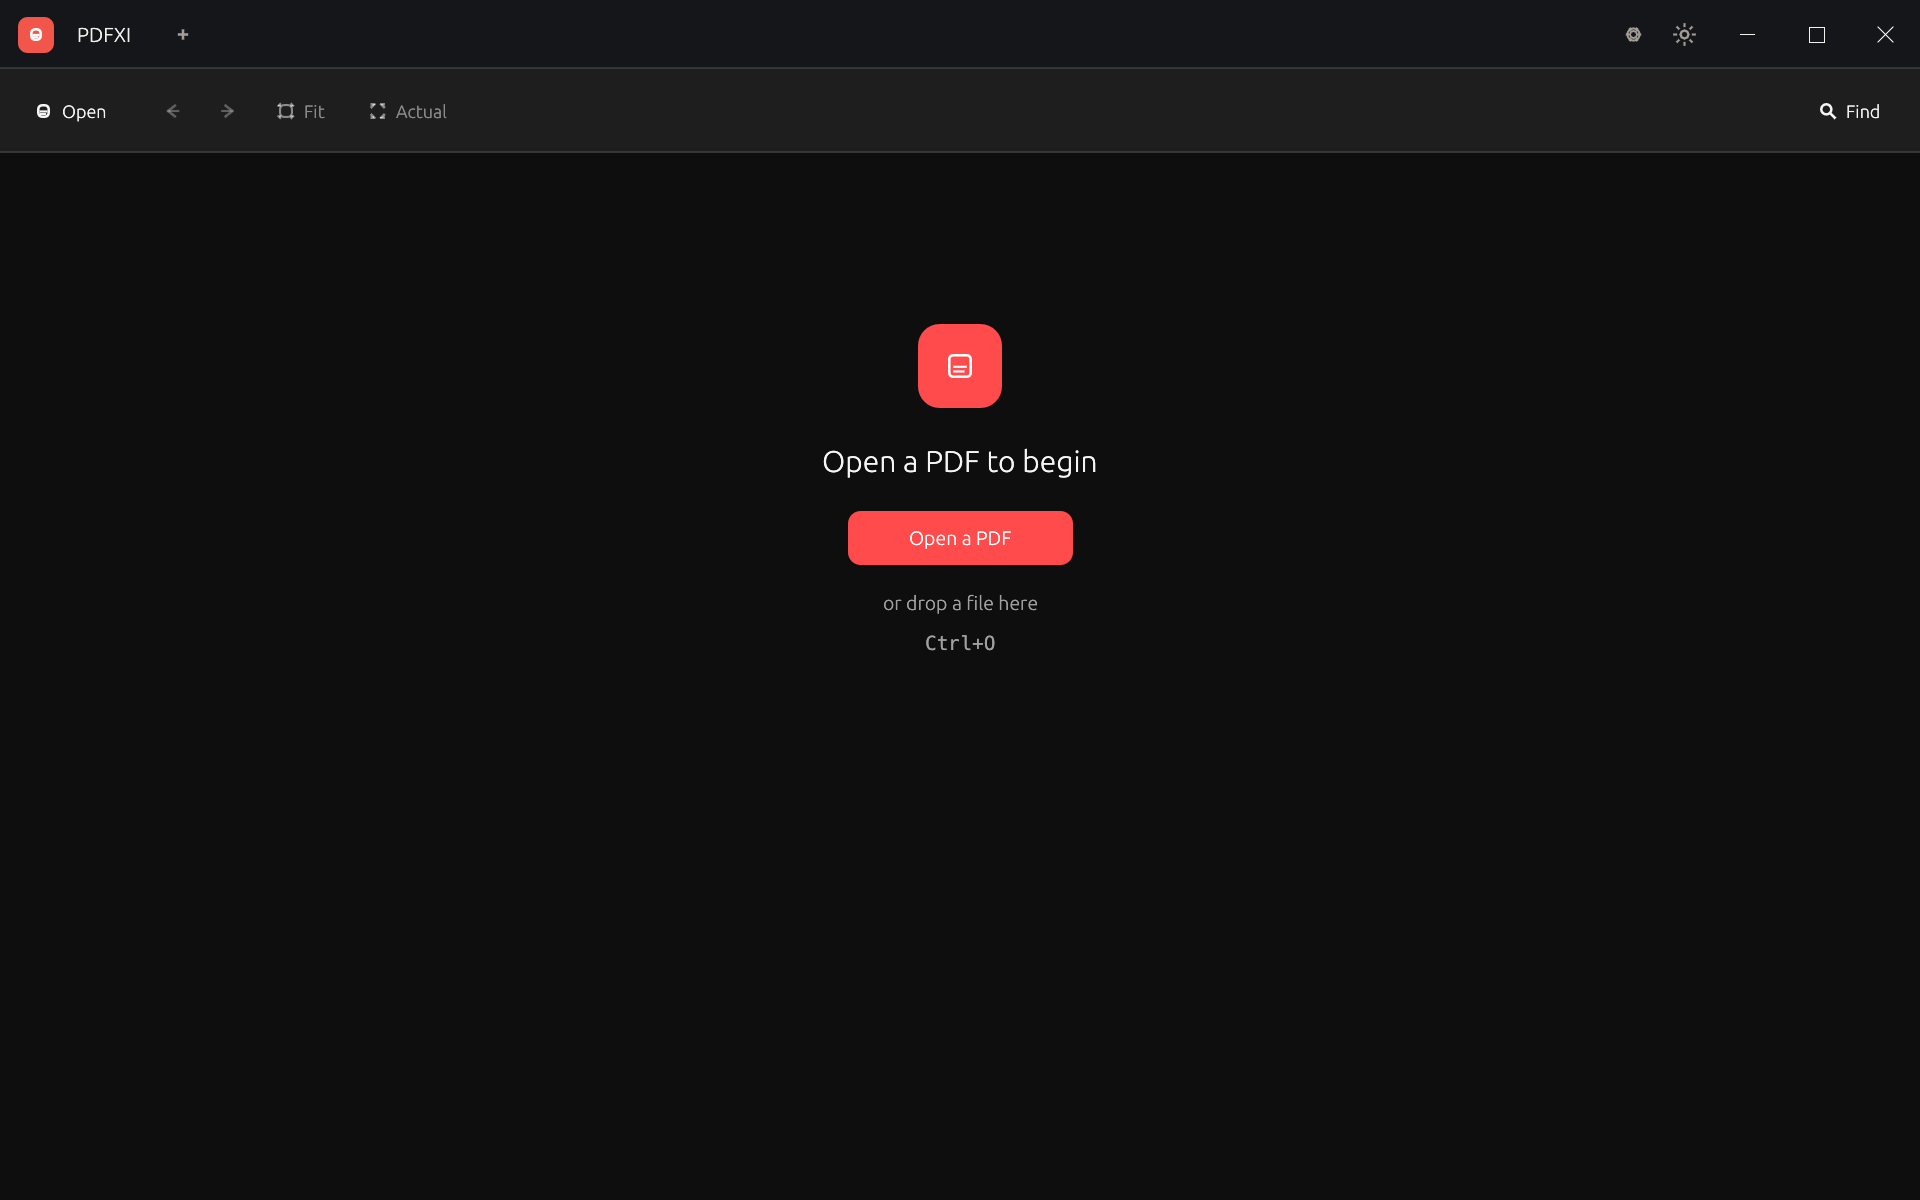 PDFXI
Open
Fit
Actual
Find
Open a PDF to begin
Open a PDF
or drop a file here
Ctrl+O